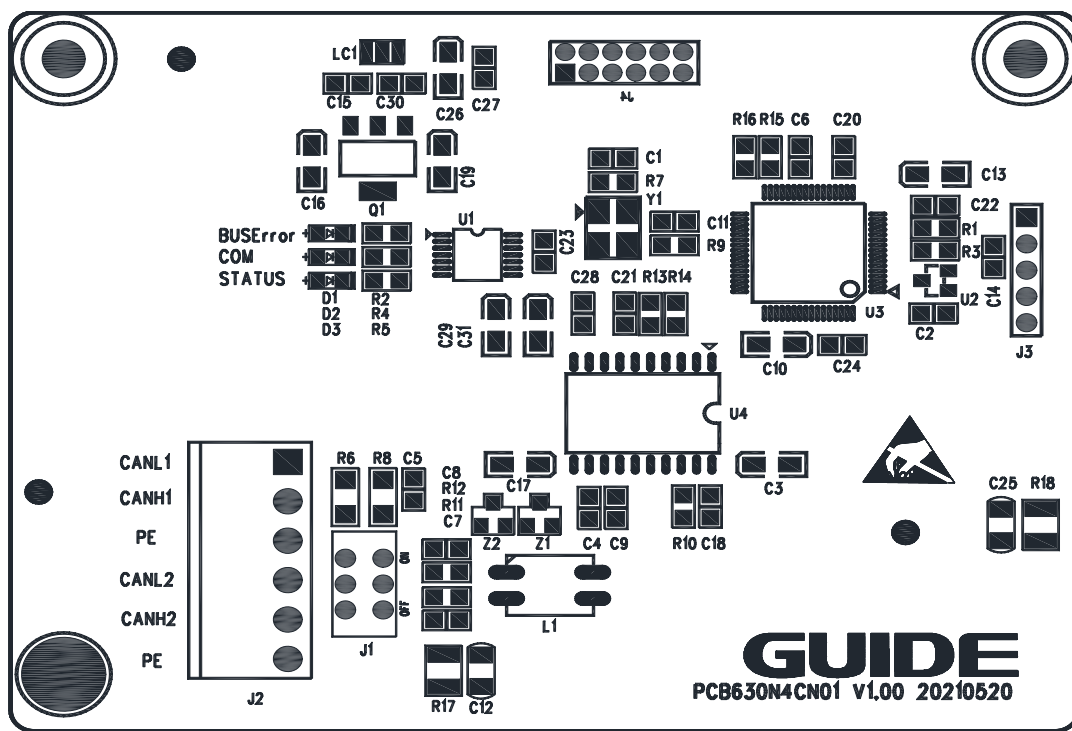 LC1
C15 C30
C26
C27
C16
C19
Q1
U1
BUSError
COM
STATUS
D1 R2
D2 R4
D3 R5
C23
C29
C31
C1
R7
Y1
C11
R9
C28 C21 R13 R14
R16 R15 C6 C20
C13
C22
R1
R3
U2
C14
C2
U3
J3
C10
C24
U4
CANL1
CANH1
PE
CANL2
CANH2
PE
J2
R6 R8 C5
C8
R12
R11
C7
C17
Z2 Z1
C4 C9
R10 C18
C3
C25 R18
ON
OFF
J1
L1
R17 C12
GUIDE
PCB630N4CN01 V1.00 20210520